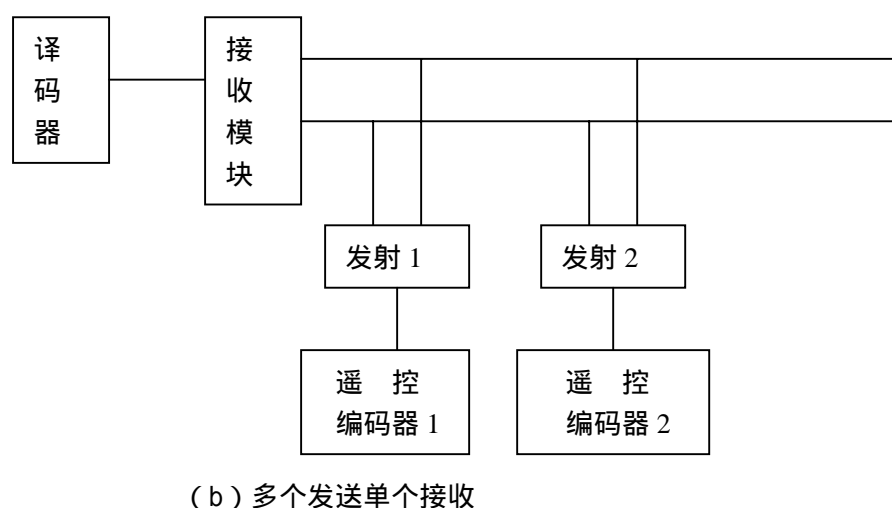 译
码
器
接
收
模
块
发射 1
发射 2
遥 控
编码器 1
遥 控
编码器 2
（b）多个发送单个接收